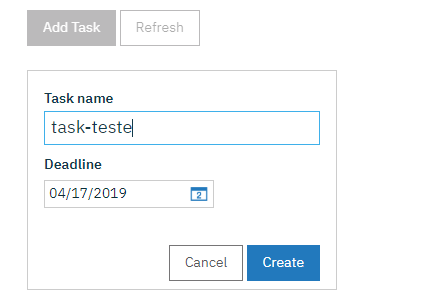 Add Task Refresh
Task name
task-teste
Deadline
04/17/2019 2
Cancel Create